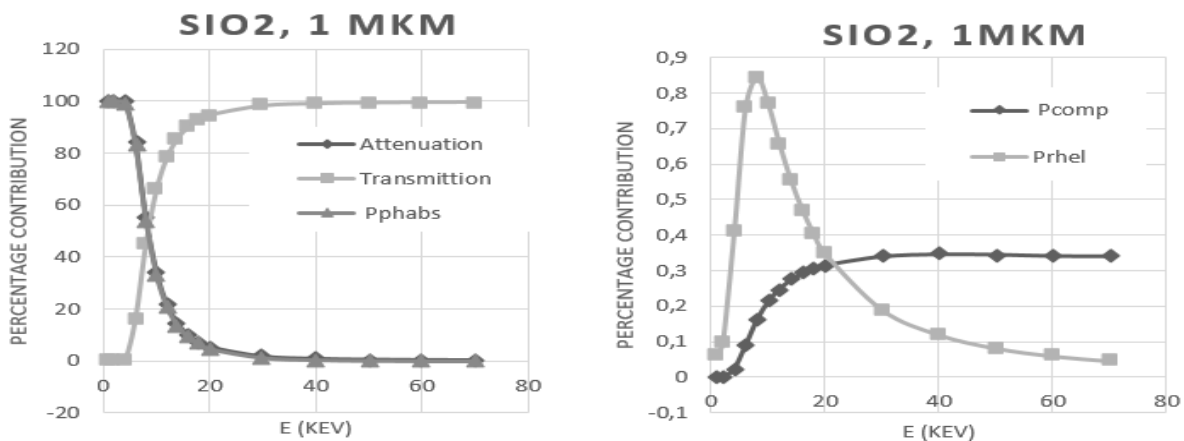 SIO2, 1 MKM
PERCENTAGE CONTRIBUTION
120
100
80
60
40
20
0
-20
0
20
40
60
80
E (KEV)
Attenuation
Transmittion
Pphabs
SIO2, 1MKM
PERCENTAGE CONTRIBUTION
0,9
0,8
0,7
0,6
0,5
0,4
0,3
0,2
0,1
0
-0,1
0
20
40
60
80
E (KEV)
Pcomp
Prhel